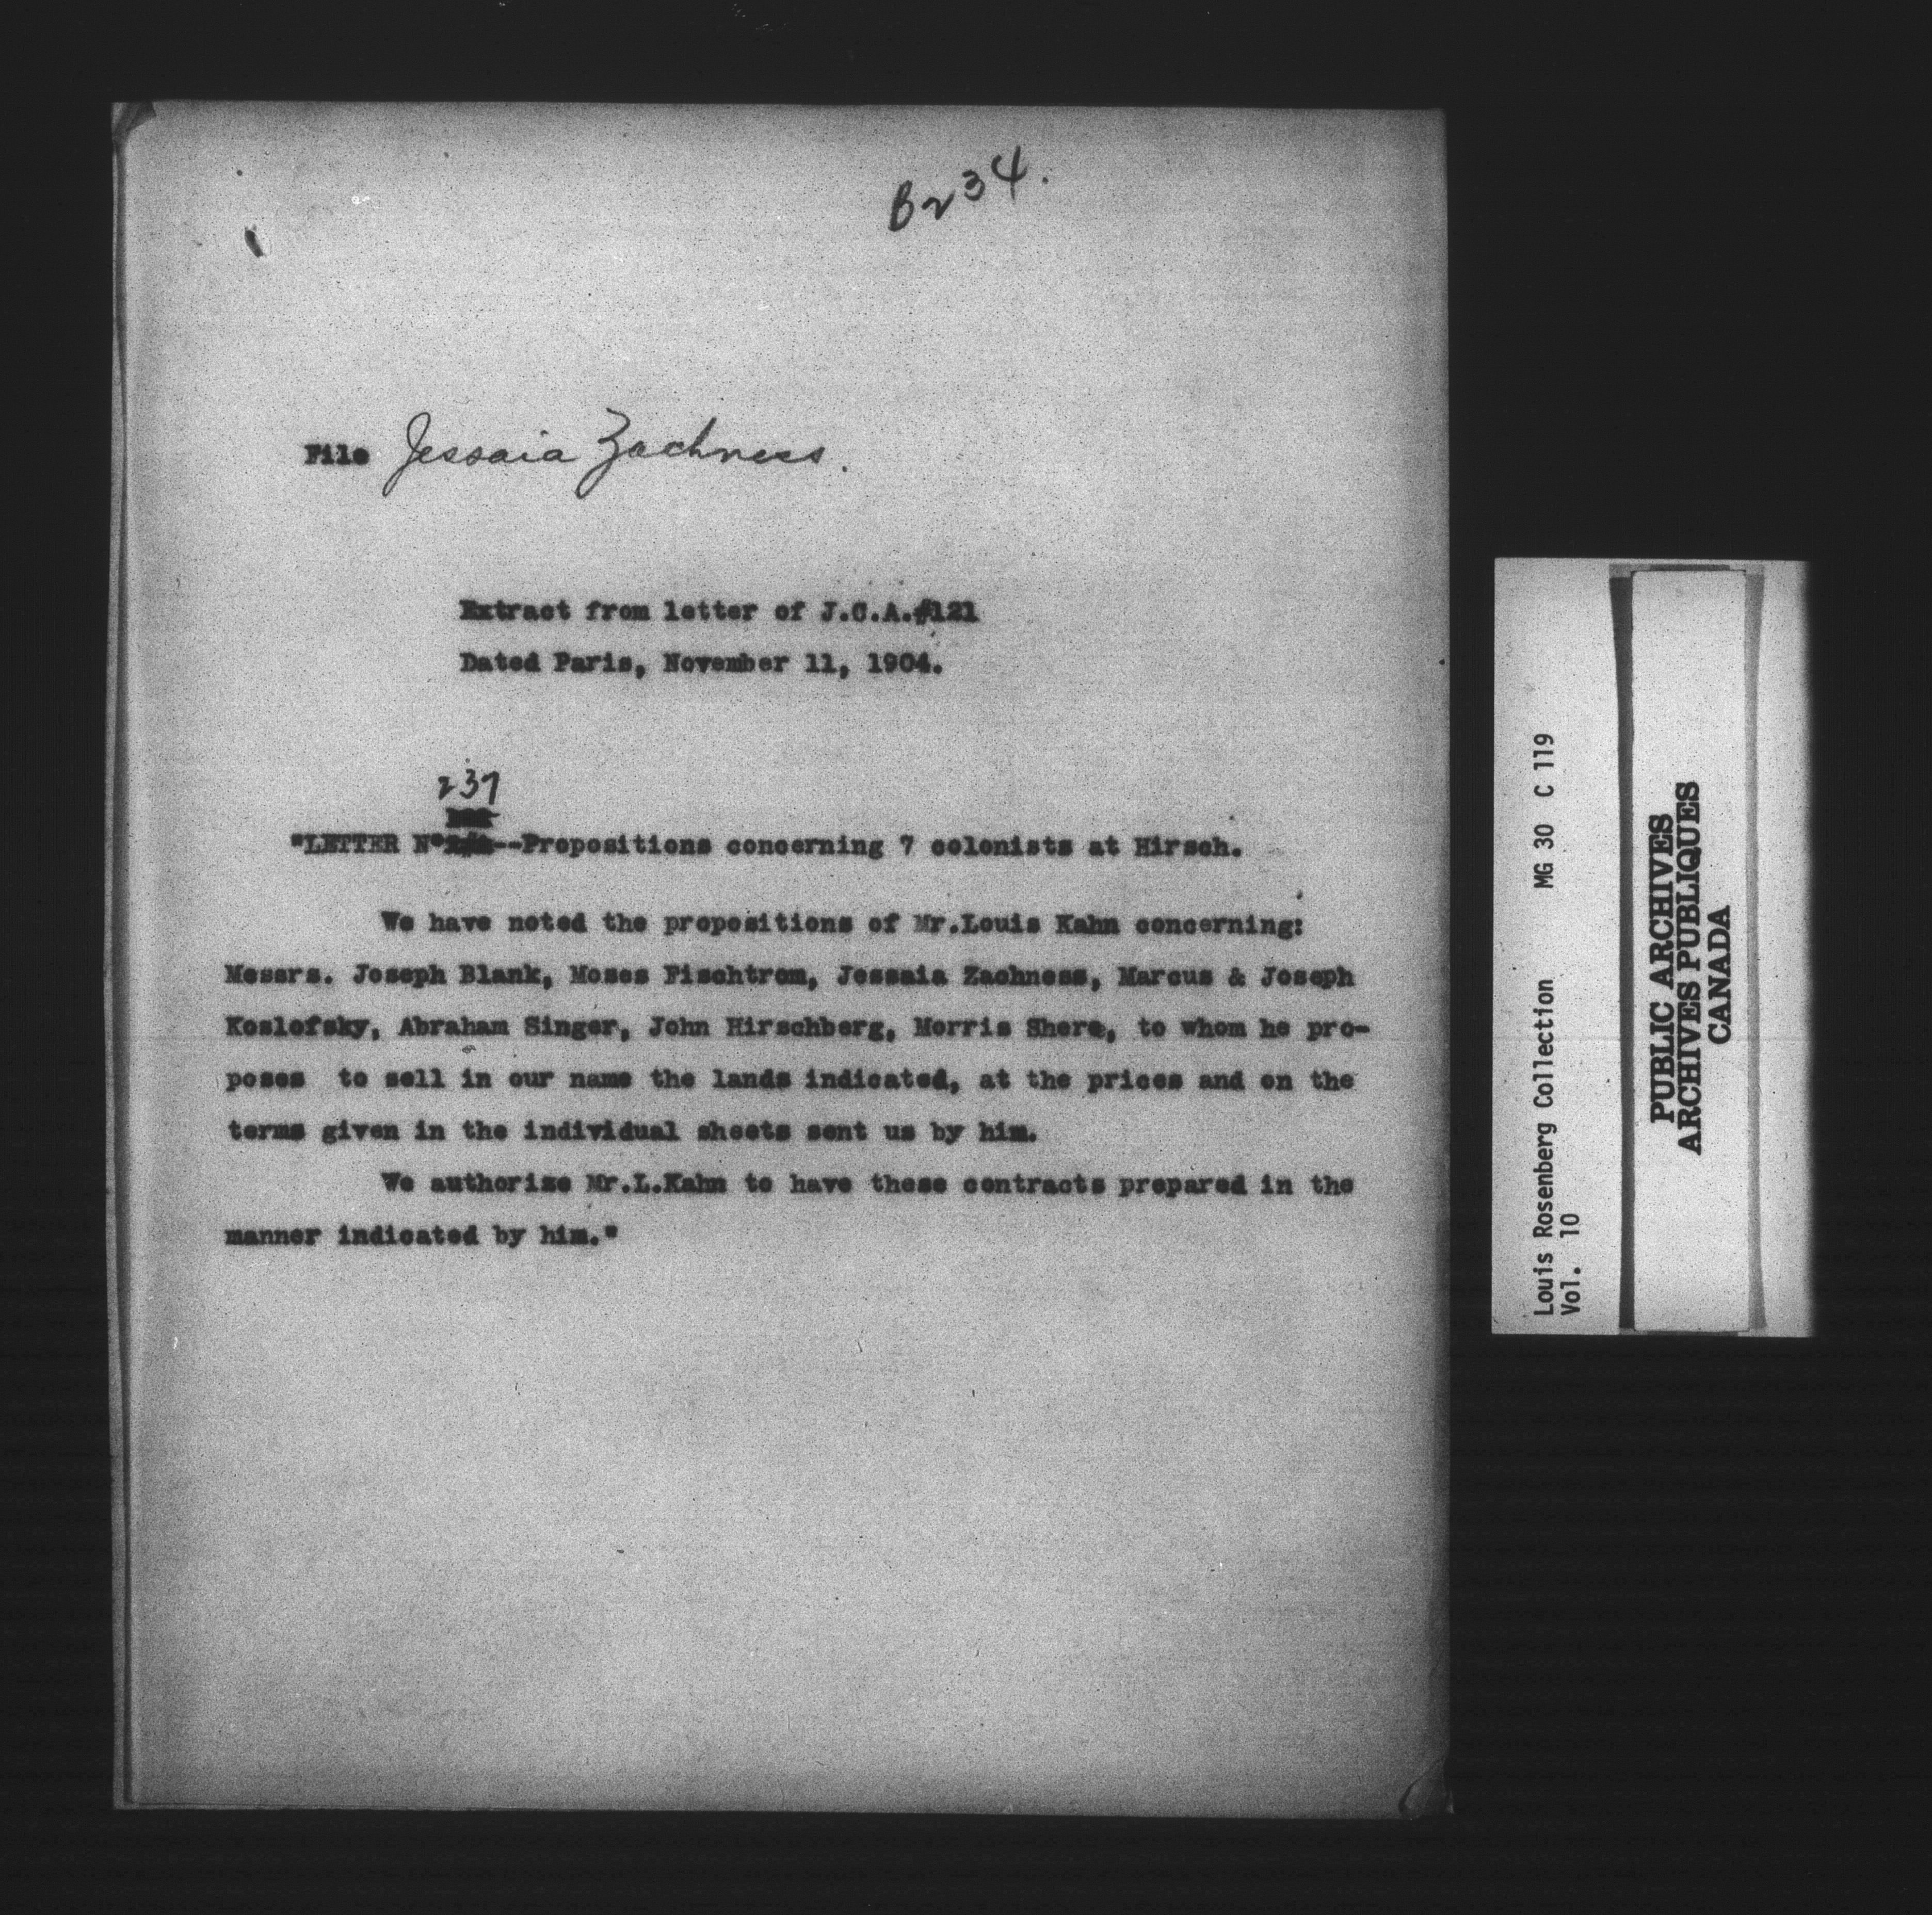 B234.
File Jessaia Zachness.
Extract from letter of J.C.A.#121
Dated Paris, November 11, 1904.
237
"LETTER N° --Propositions concerning 7 colonists at Hirsch.
We have noted the propositions of Mr.Louis Kahn concerning:
Messrs. Joseph Blank, Moses Fischtrom, Jessaia Zachness, Marcus & Joseph
Koslofsky, Abraham Singer, John Hirschberg, Morris Shere, to whom he pro-
poses to sell in our name the lands indicated, at the prices and on the
terms given in the individual sheets sent us by him.
We authorize Mr.L.Kahn to have these contracts prepared in the
manner indicated by him."
Louis Rosenberg Collection MG 30 C 119
Vol. 10
PUBLIC ARCHIVES
ARCHIVES PUBLIQUES
CANADA